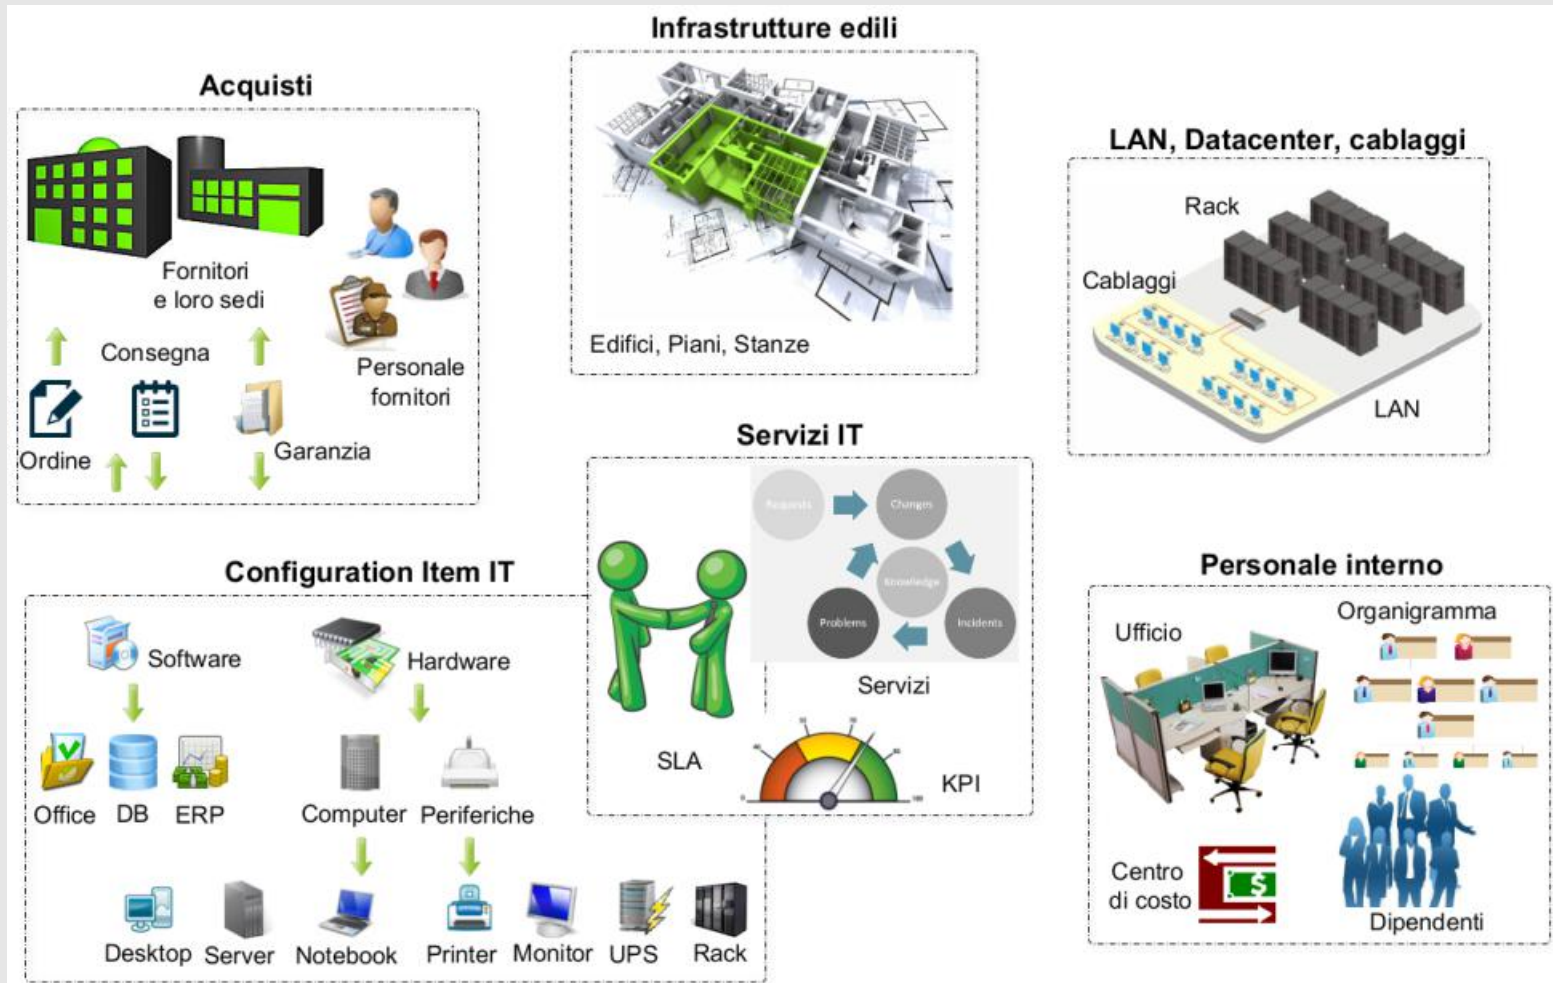 Infrastrutture edili
Edifici, Piani, Stanze
Acquisti
Fornitori
e loro sedi
Consegna
Personale
fornitori
Ordine
Garanzia
LAN, Datacenter, cablaggi
Rack
Cablaggi
LAN
Servizi IT
Requests
Changes
Knowledge
Problems
Incidents
Servizi
SLA
KPI
Configuration Item IT
Software
Hardware
Office
DB
ERP
Computer
Periferiche
Desktop
Server
Notebook
Printer
Monitor
UPS
Rack
Personale interno
Ufficio
Organigramma
Centro
di costo
Dipendenti